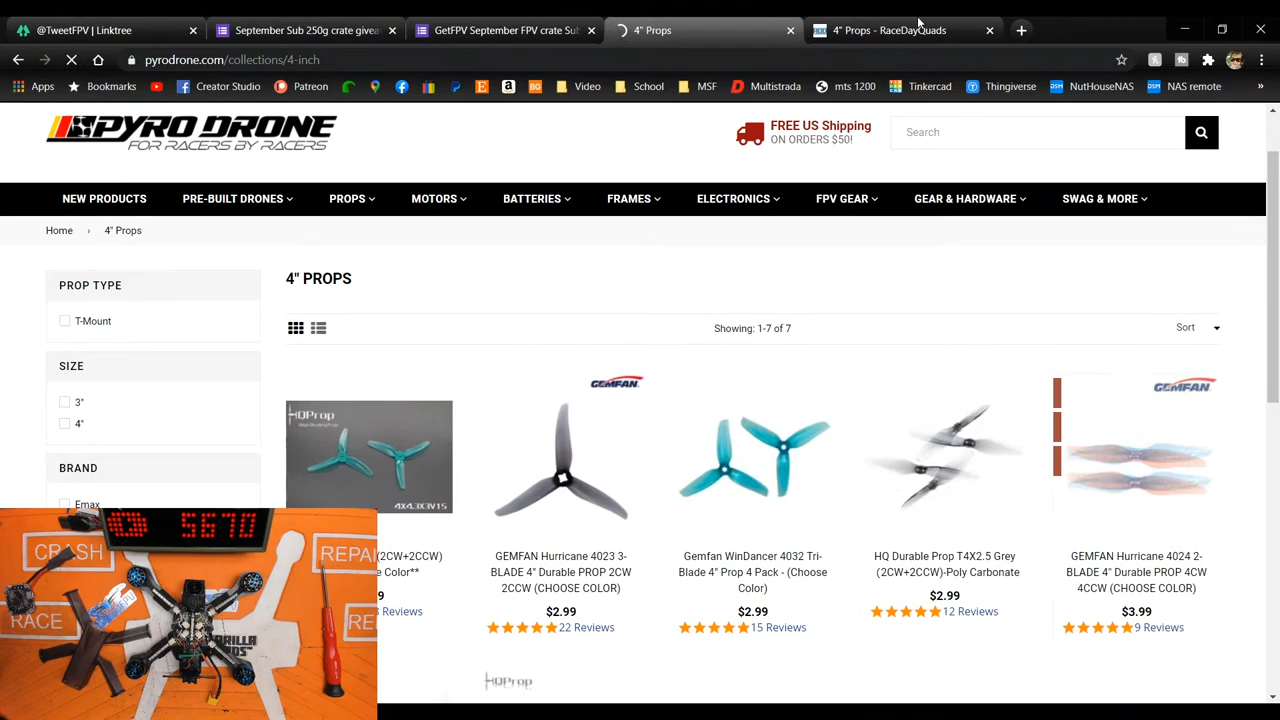 @TweetFPV | Linktree
September Sub 250g crate givea
GetFPV September FPV crate Sub
4" Props
4" Props - RaceDayQuads
pyrodrone.com/collections/4-inch
Apps
Bookmarks
Creator Studio
Patreon
Video
School
MSF
Multistrada
mts 1200
Tinkercad
Thingiverse
NutHouseNAS
NAS remote
PYRO DRONE
FOR RACERS BY RACERS
FREE US Shipping
ON ORDERS $50!
Search
NEW PRODUCTS
PRE-BUILT DRONES
PROPS
MOTORS
BATTERIES
FRAMES
ELECTRONICS
FPV GEAR
GEAR & HARDWARE
SWAG & MORE
Home › 4" Props
PROP TYPE
T-Mount
SIZE
3"
4"
BRAND
Emax
4" PROPS
Showing: 1-7 of 7
Sort
HQProp
4X4.3X3V1S
(2CW+2CCW)
e Color**
9
Reviews
GEMFAN
GEMFAN Hurricane 4023 3-
BLADE 4" Durable PROP 2CW
2CCW (CHOOSE COLOR)
$2.99
22 Reviews
Gemfan WinDancer 4032 Tri-
Blade 4" Prop 4 Pack - (Choose
Color)
$2.99
15 Reviews
HQ Durable Prop T4X2.5 Grey
(2CW+2CCW)-Poly Carbonate
$2.99
12 Reviews
GEMFAN
GEMFAN Hurricane 4024 2-
BLADE 4" Durable PROP 4CW
4CCW (CHOOSE COLOR)
$3.99
9 Reviews
HQProp
5670
CRASH
REPAI
RACE
RE